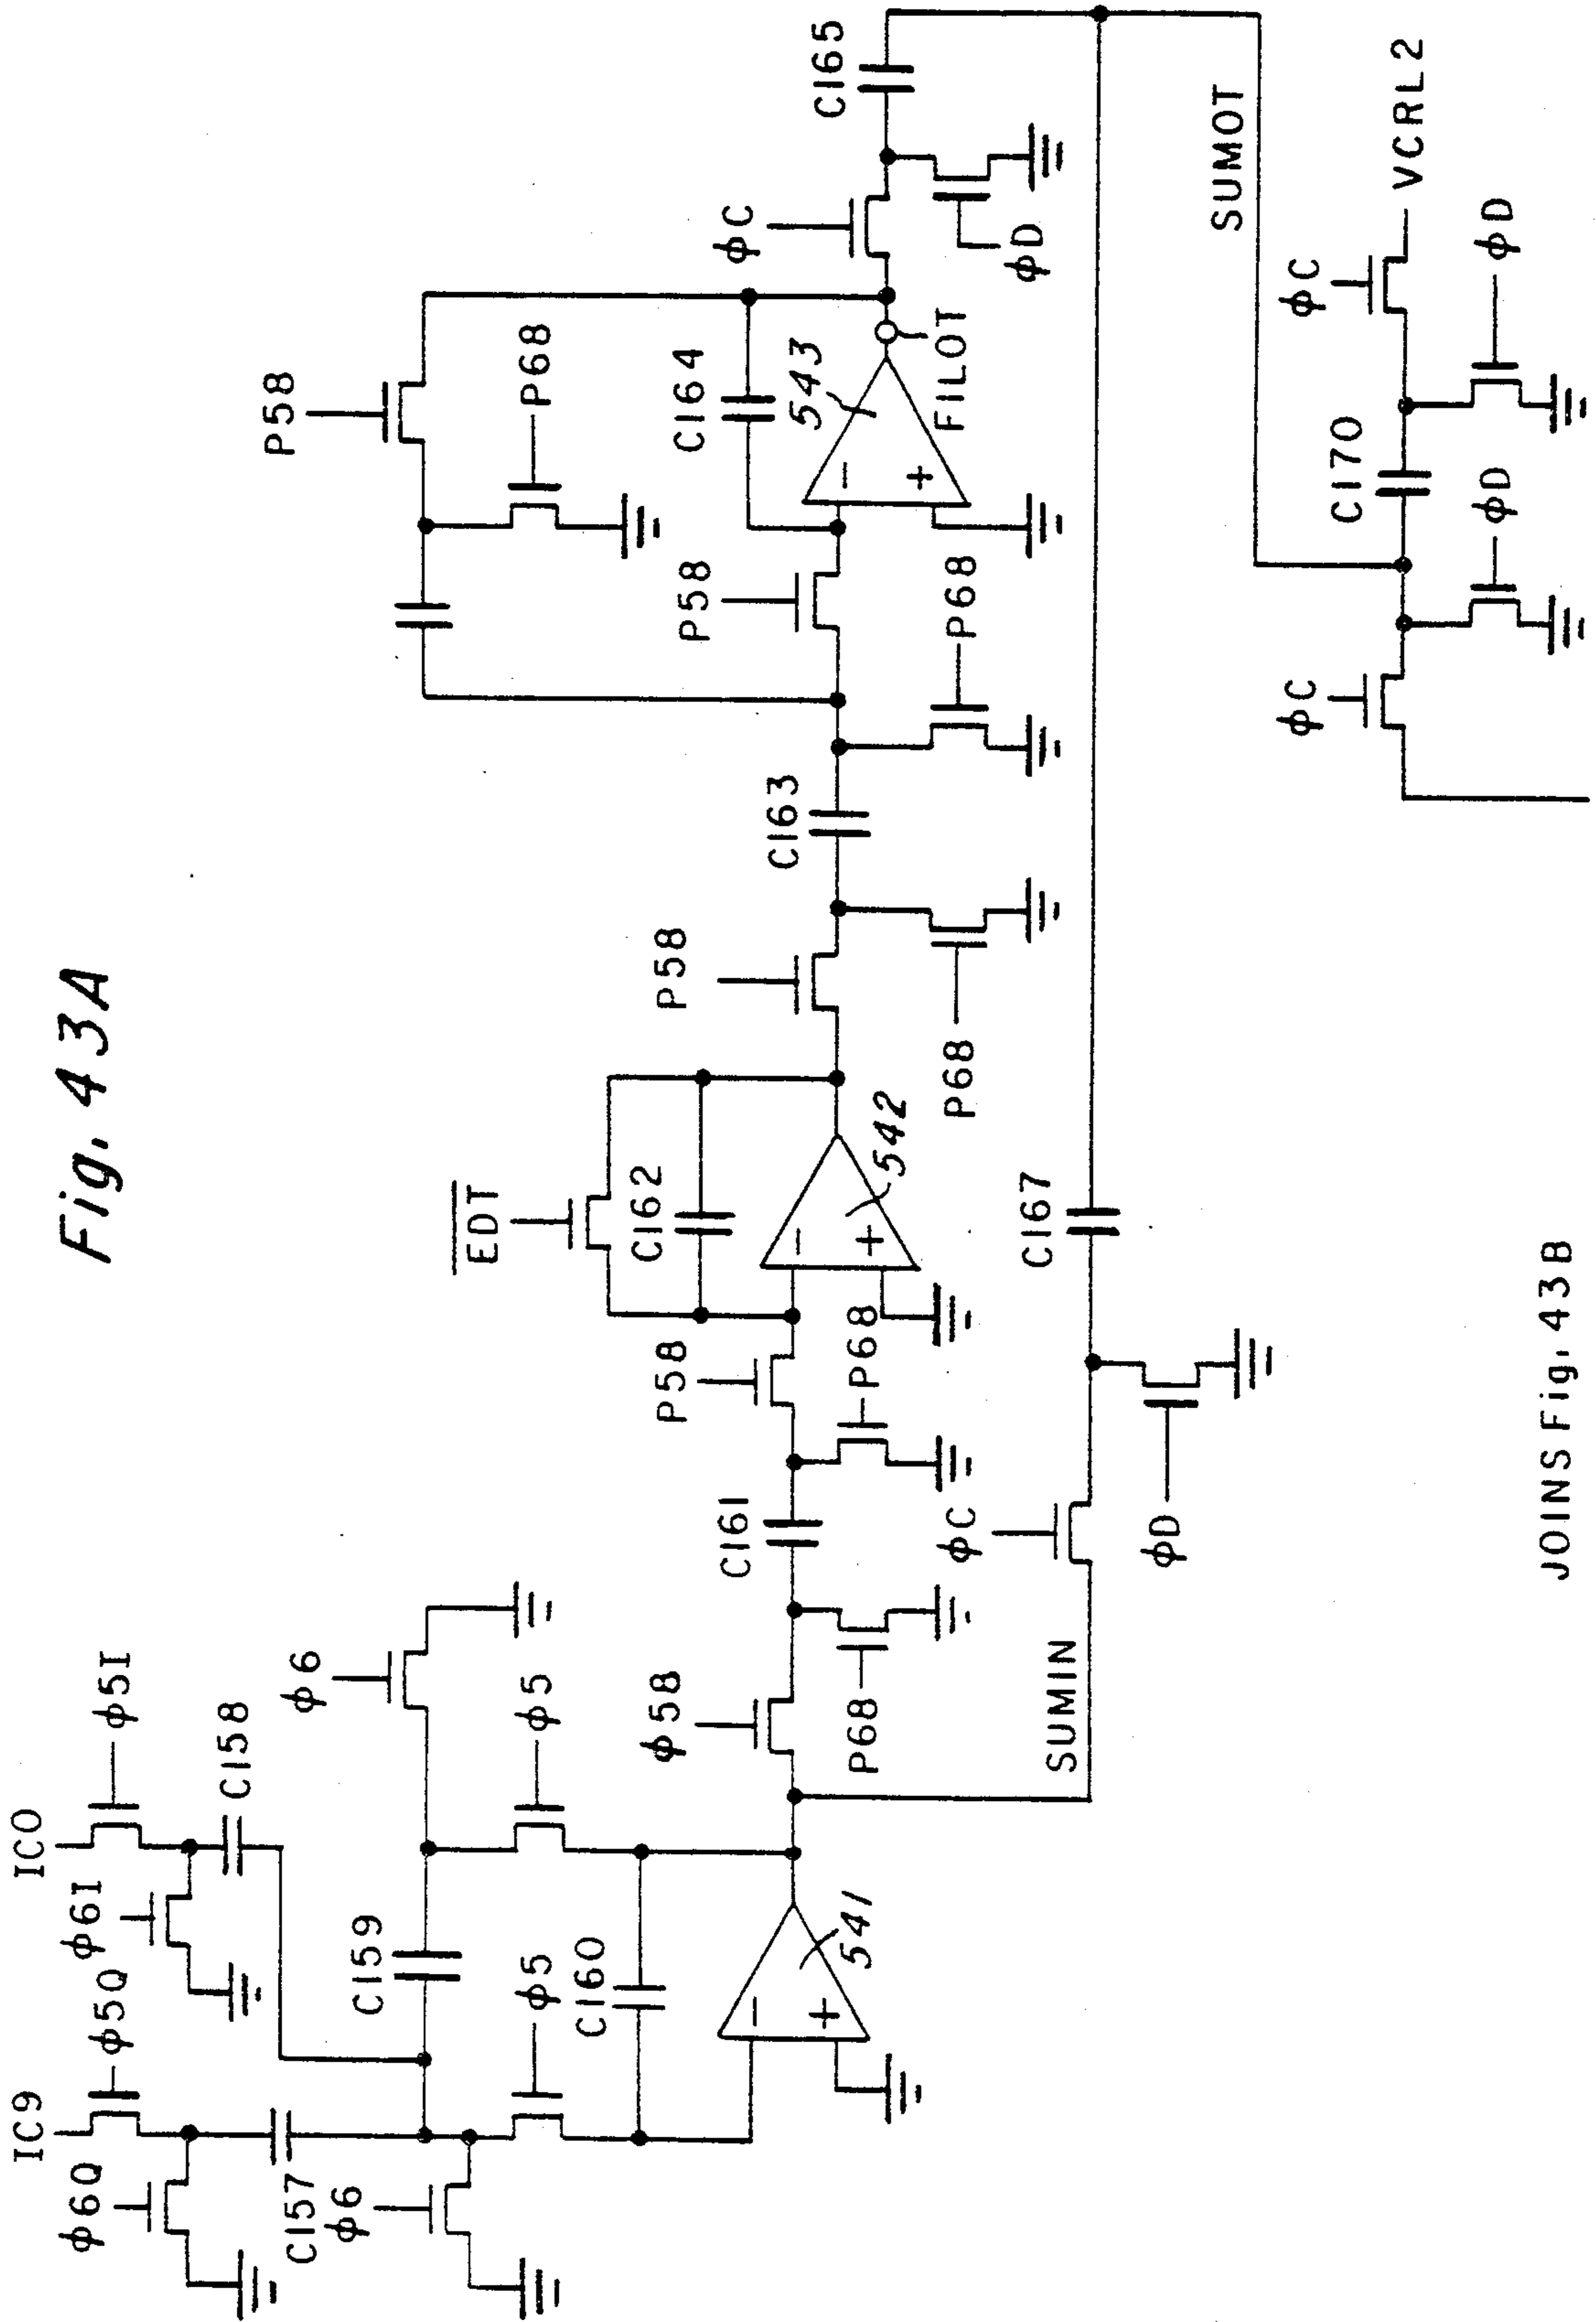 Fig. 43A
IC9
IC0
φ5Q
φ5I
φ6Q
φ6I
C157
C158
φ6
φ6
C159
φ5
φ5
C160
541
φ58
P68
SUMIN
C161
P68
P58
EDT
C162
542
φC
φD
C167
P58
P68
C163
P68
P58
P58
P68
C164
543
FILOT
φC
φD
C165
SUMOT
φC
φD
C170
φC
φD
VCRL2
JOINS Fig. 43B